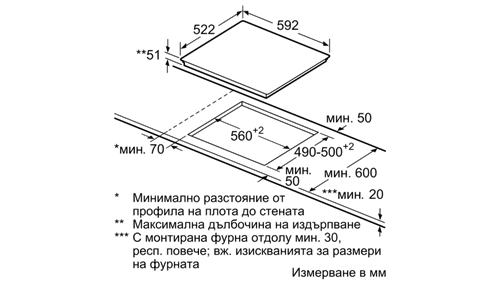 522
592
**51
мин. 50
560+2
490-500+2
*мин. 70
мин.
50
мин. 600
***мин. 20
* Минимално разстояние от
профила на плота до стената
** Максимална дълбочина на издърпване
*** С монтирана фурна отдолу мин. 30,
респ. повече; вж. изискванията за размери
на фурната
Измерване в мм